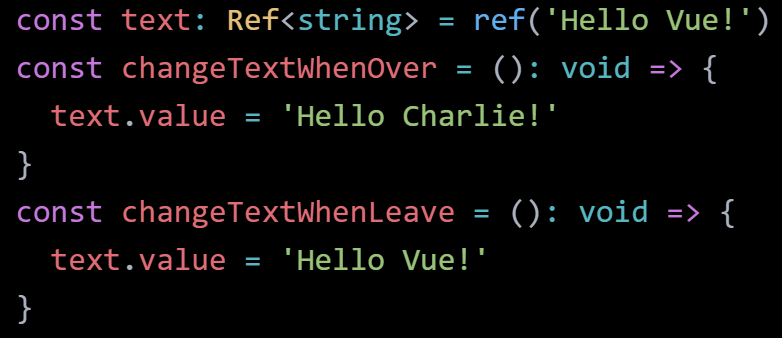 const text: Ref<string> = ref('Hello Vue!')
const changeTextWhenOver = (): void => {
  text.value = 'Hello Charlie!'
}
const changeTextWhenLeave = (): void => {
  text.value = 'Hello Vue!'
}